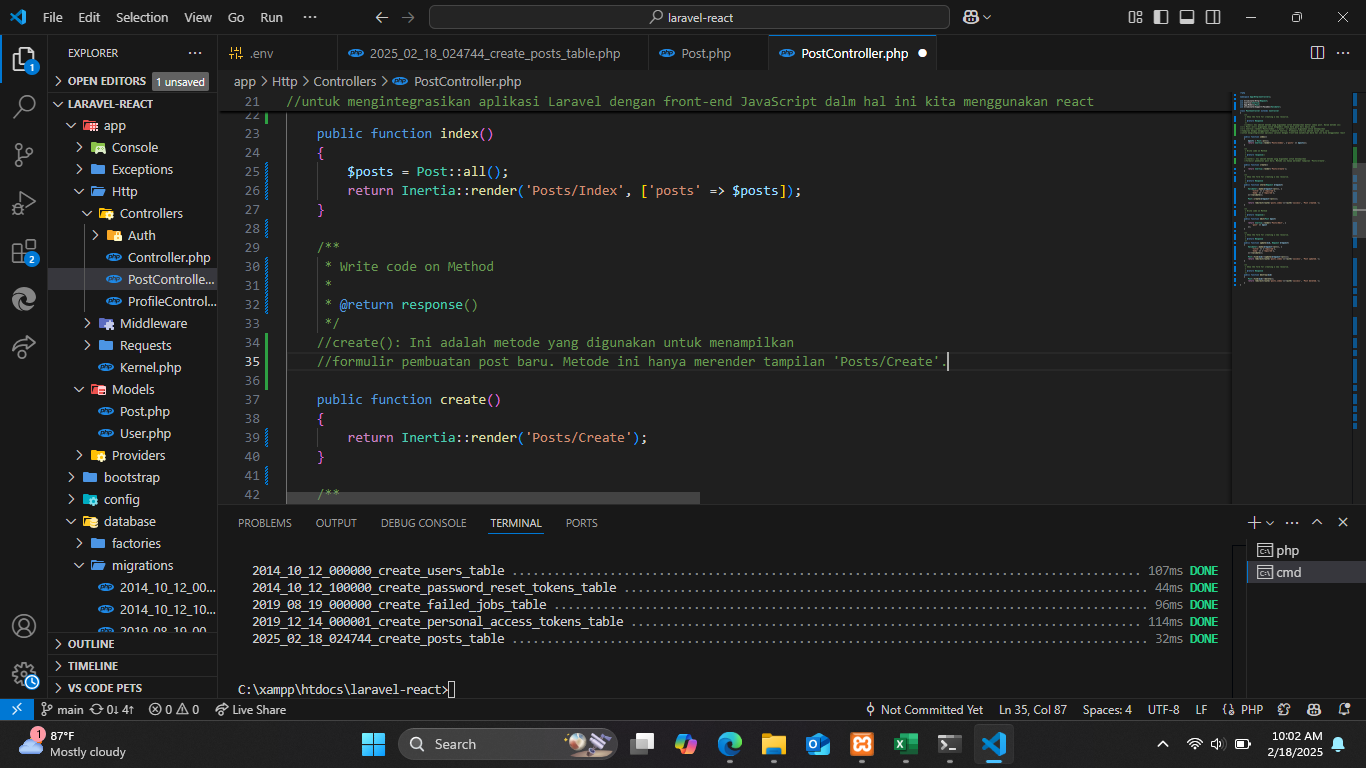 File Edit Selection View Go Run ··· laravel-react
EXPLORER ···
OPEN EDITORS 1 unsaved
LARAVEL-REACT
app
Console
Exceptions
Http
Controllers
Auth
Controller.php
PostControlle...
ProfileControl...
Middleware
Requests
Kernel.php
Models
Post.php
User.php
Providers
bootstrap
config
database
factories
migrations
2014_10_12_00...
2014_10_12_10...
2019_08_19_00...
OUTLINE
TIMELINE
VS CODE PETS
.env 2025_02_18_024744_create_posts_table.php Post.php PostController.php
app > Http > Controllers > PostController.php
21 //untuk mengintegrasikan aplikasi Laravel dengan front-end JavaScript dalm hal ini kita menggunakan react
22
23 public function index()
24 {
25 $posts = Post::all();
26 return Inertia::render('Posts/Index', ['posts' => $posts]);
27 }
28
29 /**
30 * Write code on Method
31 *
32 * @return response()
33 */
34 //create(): Ini adalah metode yang digunakan untuk menampilkan
35 //formulir pembuatan post baru. Metode ini hanya merender tampilan 'Posts/Create'.
36
37 public function create()
38 {
39 return Inertia::render('Posts/Create');
40 }
41
42 /**
PROBLEMS OUTPUT DEBUG CONSOLE TERMINAL PORTS
2014_10_12_000000_create_users_table ... 107ms DONE
2014_10_12_100000_create_password_reset_tokens_table ... 44ms DONE
2019_08_19_000000_create_failed_jobs_table ... 96ms DONE
2019_12_14_000001_create_personal_access_tokens_table ... 114ms DONE
2025_02_18_024744_create_posts_table ... 32ms DONE
C:\xampp\htdocs\laravel-react>
php
cmd
main 0↓ 4↑ 0 0 Live Share Not Committed Yet Ln 35, Col 87 Spaces: 4 UTF-8 LF PHP
1 87°F
Mostly cloudy
Search
10:02 AM
2/18/2025